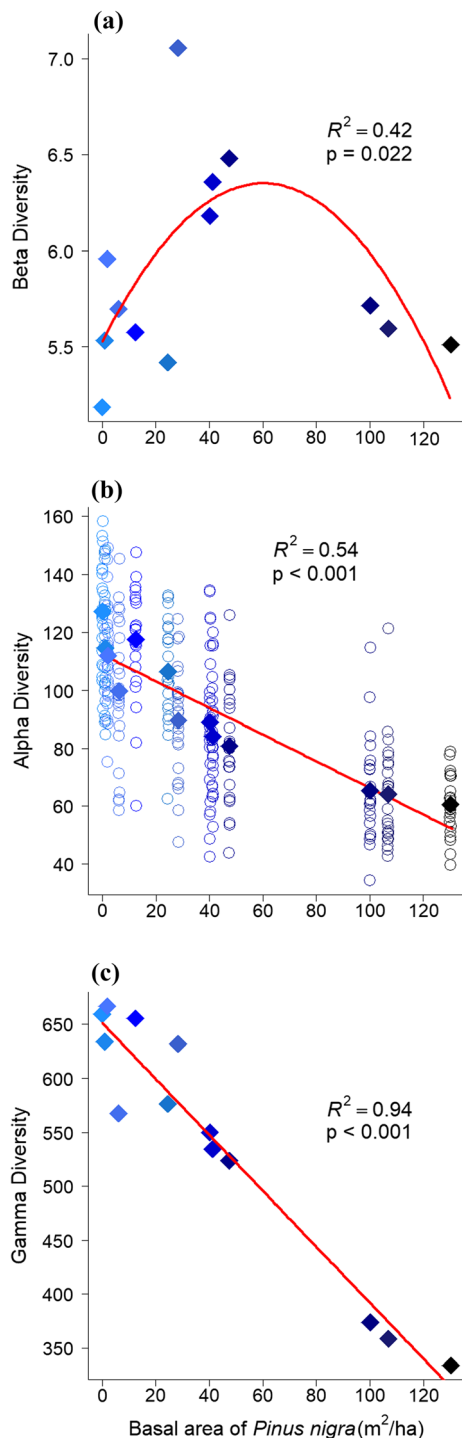 (a)
7.0
6.5
6.0
5.5
Beta Diversity
R² = 0.42
p = 0.022
0 20 40 60 80 100 120
(b)
160
140
120
100
80
60
40
Alpha Diversity
R² = 0.54
p < 0.001
0 20 40 60 80 100 120
(c)
650
600
550
500
450
400
350
Gamma Diversity
R² = 0.94
p < 0.001
0 20 40 60 80 100 120
Basal area of Pinus nigra(m²/ha)